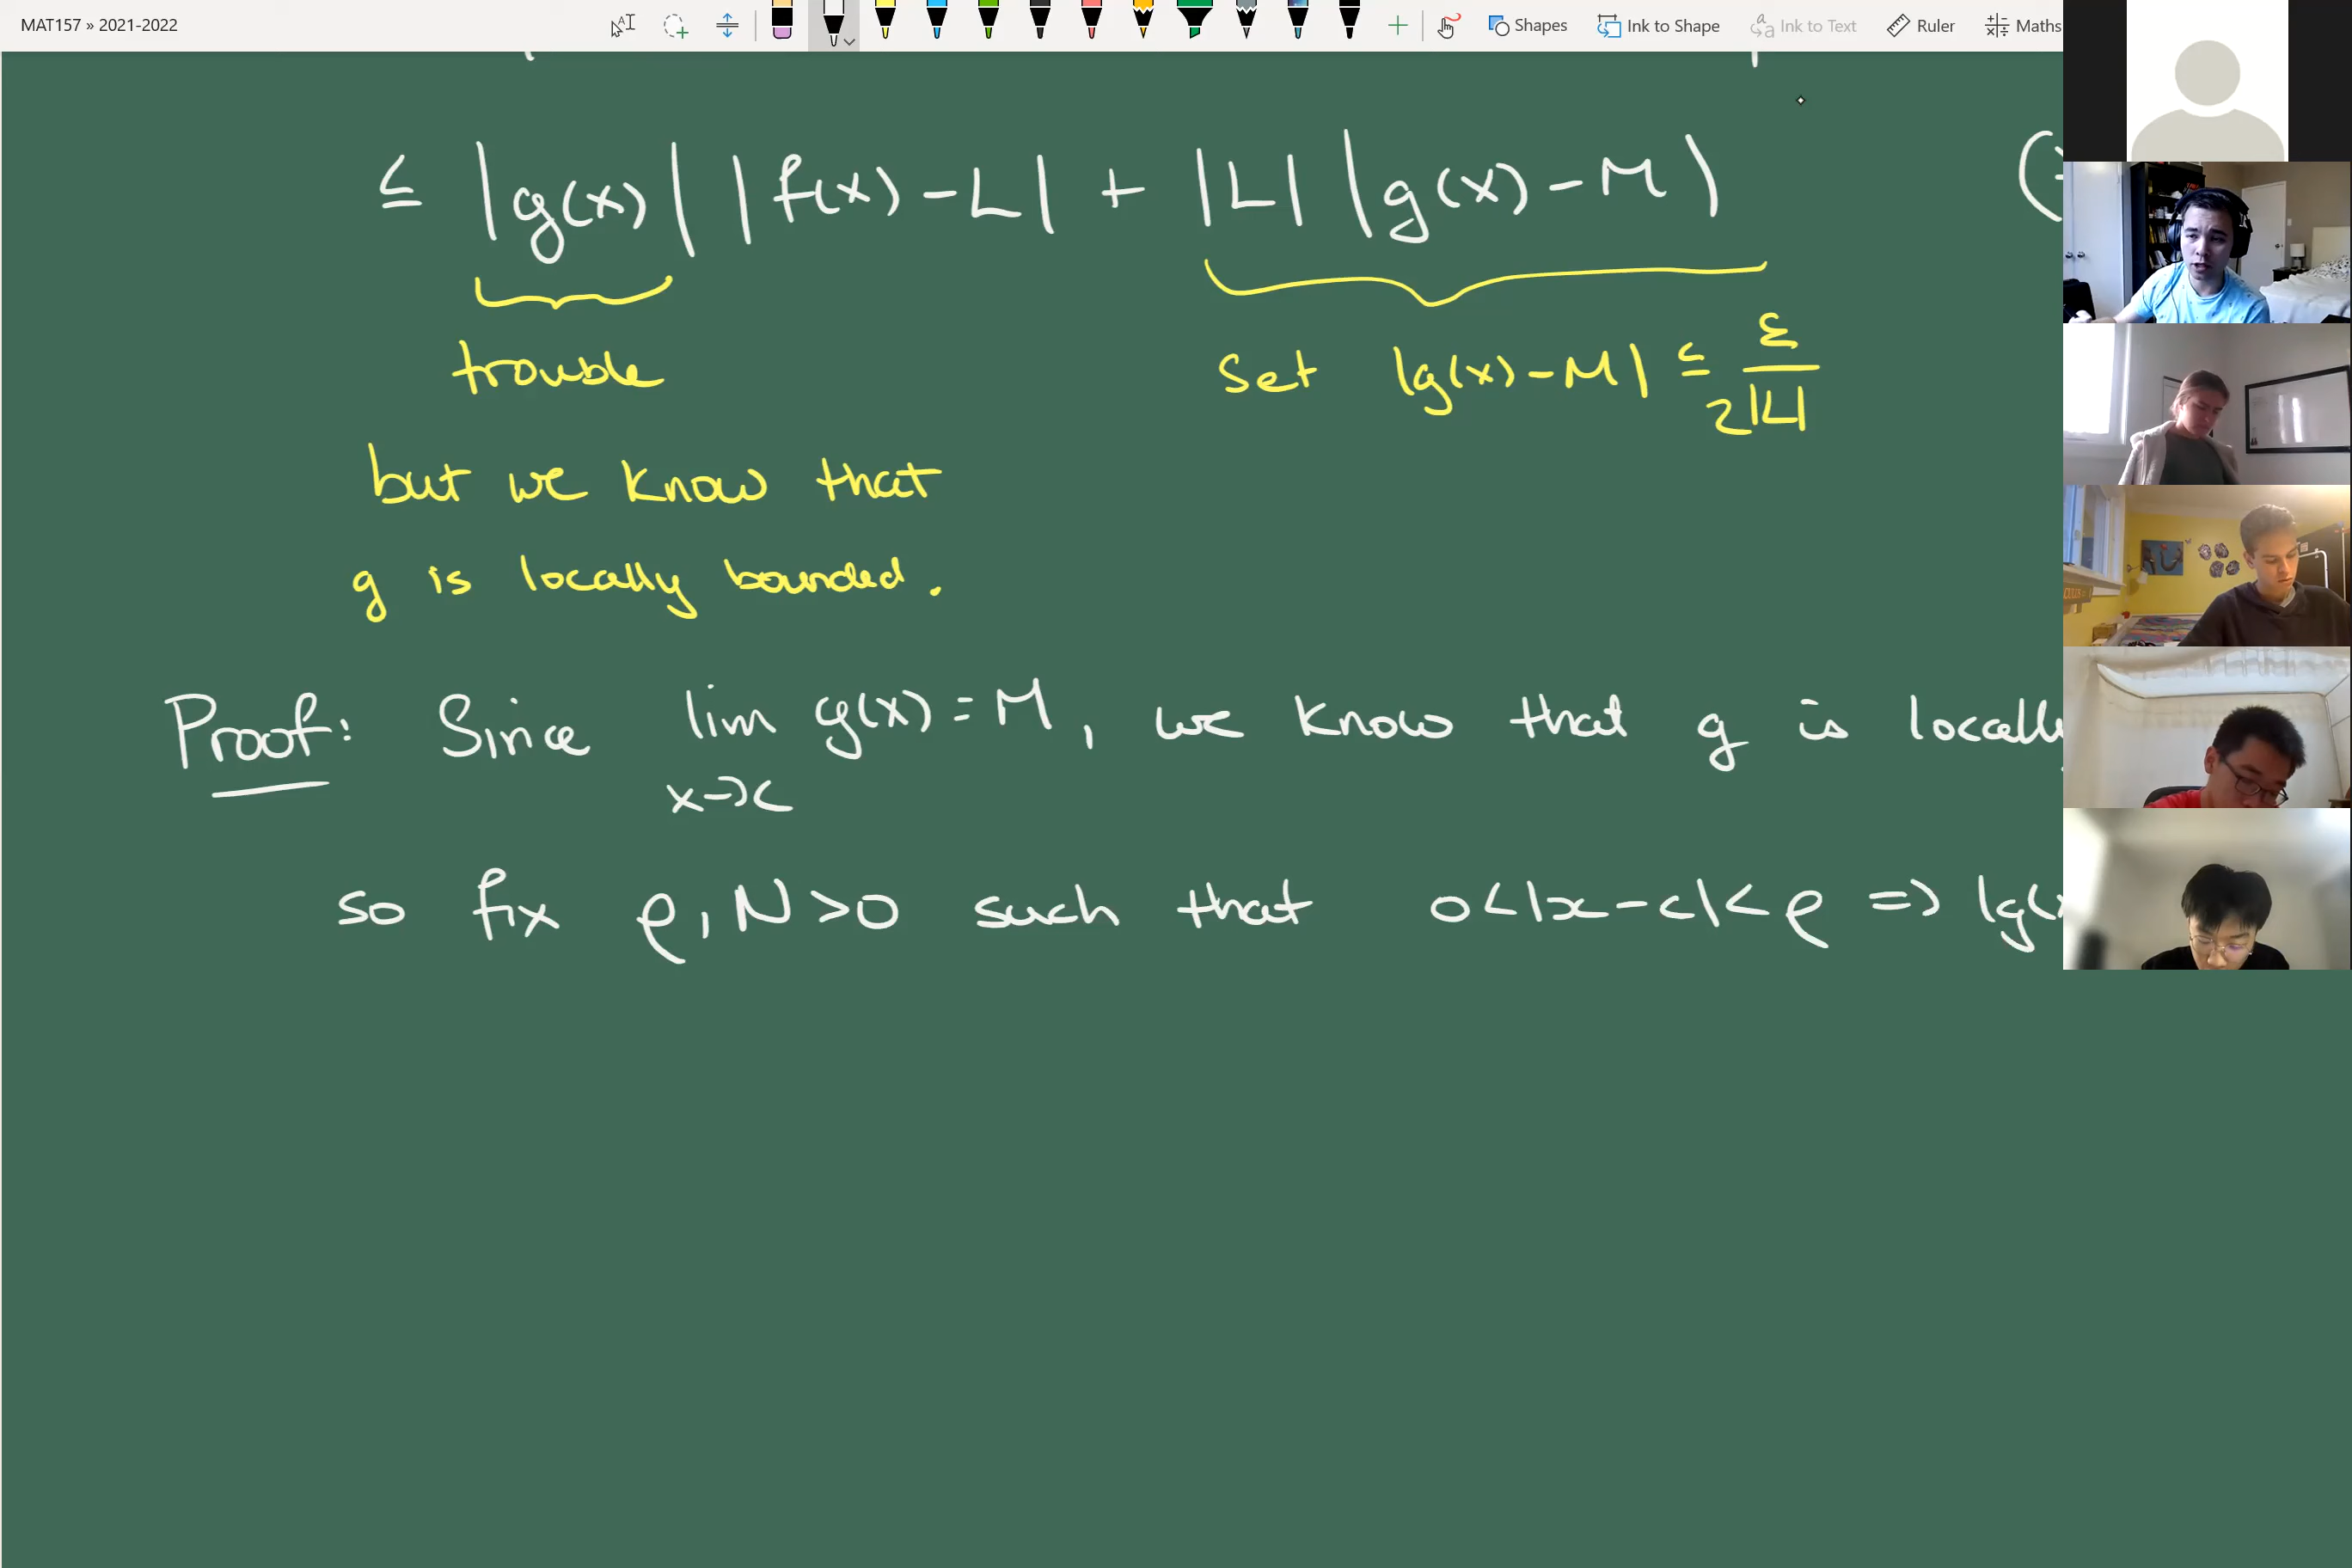 MAT157 » 2021-2022
Shapes Ink to Shape Ink to Text Ruler Maths
≤ |g(x)| |f(x) - L| + |L| |g(x) - M|
trouble
Set |g(x) - M| ≤ ε/2|L|
but we know that
g is locally bounded.
Proof: Since lim g(x) = M, we know that g is locally
x→c
so fix ρ, N > 0 such that 0 < |x - c| < ρ => |g(x